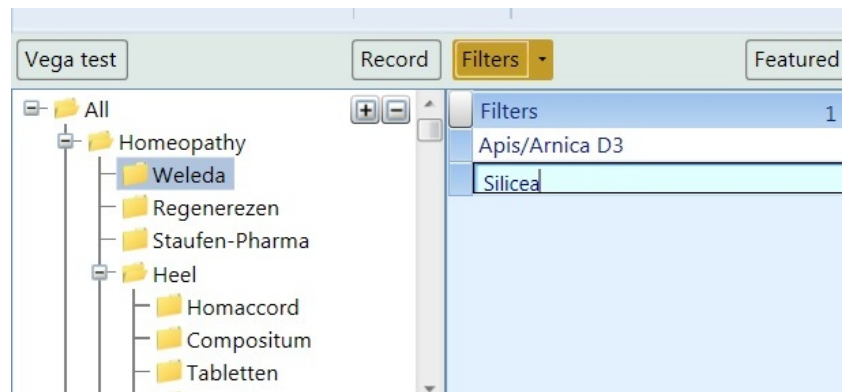 Vega test
Record
Filters
Featured
All
Homeopathy
Weleda
Regenerezen
Staufen-Pharma
Heel
Homaccord
Compositum
Tabletten
Filters 1
Apis/Arnica D3
Silicea